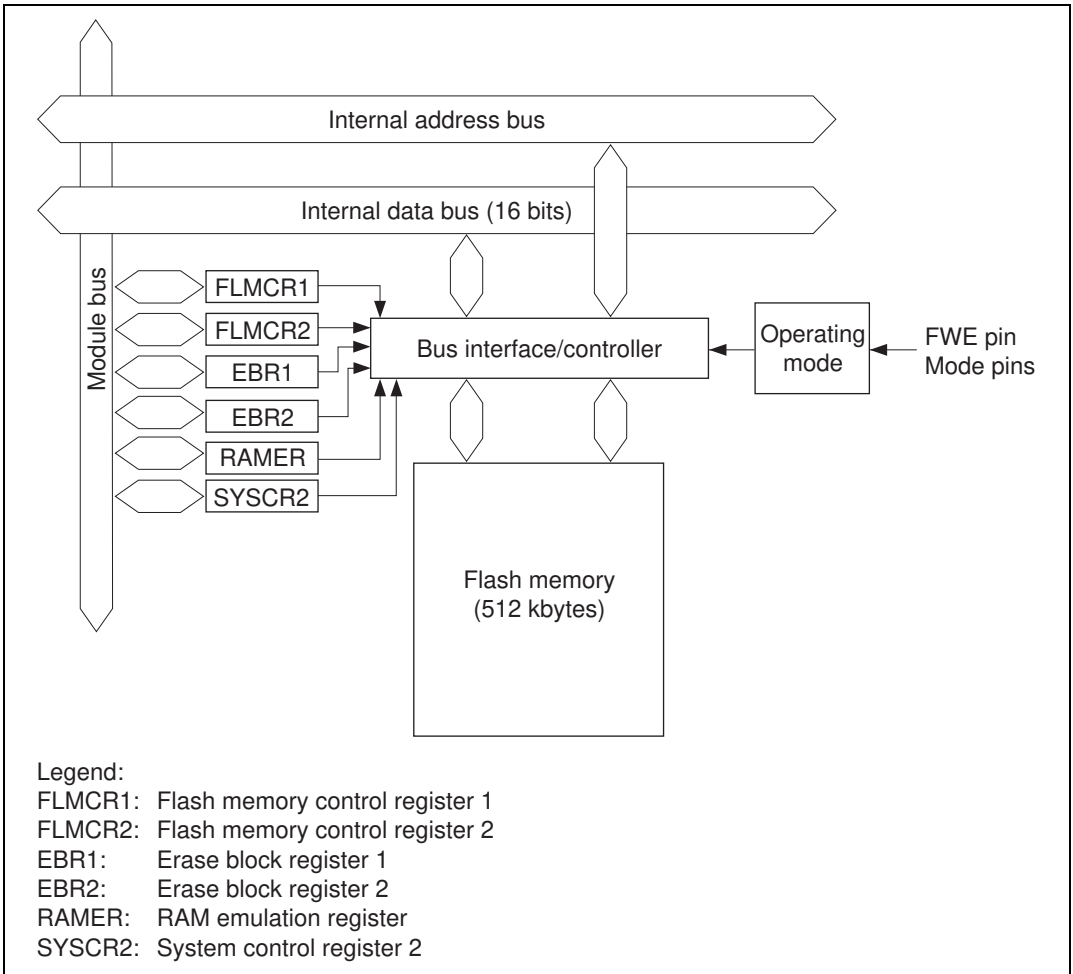 Internal address bus
Internal data bus (16 bits)
Module bus
FLMCR1
FLMCR2
EBR1
EBR2
RAMER
SYSCR2
Bus interface/controller
Operating
mode
FWE pin
Mode pins
Flash memory
(512 kbytes)
Legend:
FLMCR1: Flash memory control register 1
FLMCR2: Flash memory control register 2
EBR1: Erase block register 1
EBR2: Erase block register 2
RAMER: RAM emulation register
SYSCR2: System control register 2